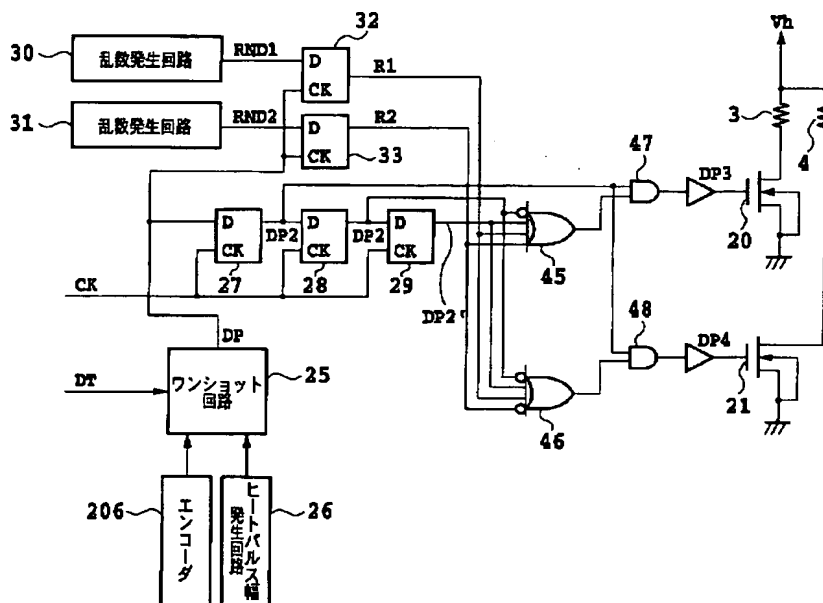 30
乱数発生回路
RND1
32
D
CK
R1
31
乱数発生回路
RND2
D
CK
R2
33
Vh
3
4
47
DP3
20
D
CK
27
DP2
D
CK
28
DP2
D
CK
29
DP2'
45
CK
DP
DT
ワンショット
回路
25
48
DP4
21
46
206
エンコーダ
ヒートパルス幅
発生回路
26